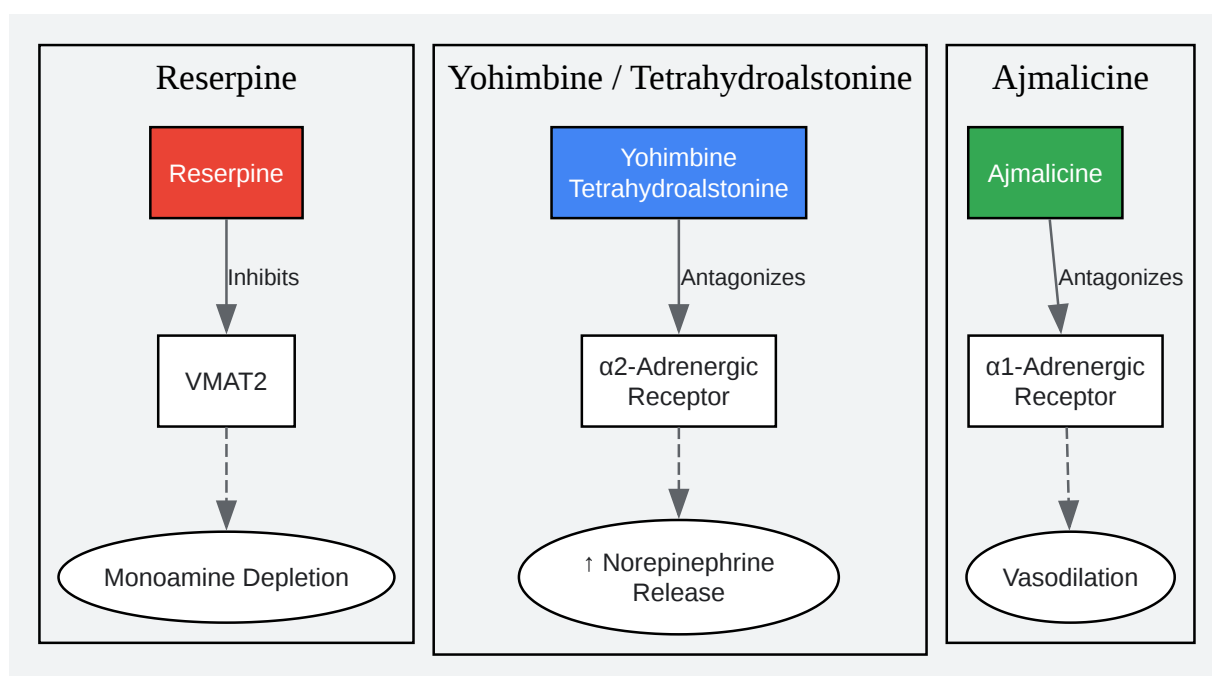 Reserpine
Reserpine
Inhibits
VMAT2
Monoamine Depletion
Yohimbine / Tetrahydroalstonine
Yohimbine
Tetrahydroalstonine
Antagonizes
α2-Adrenergic
Receptor
↑ Norepinephrine
Release
Ajmalicine
Ajmalicine
Antagonizes
α1-Adrenergic
Receptor
Vasodilation